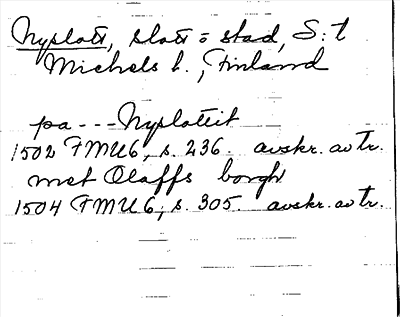 Nyslott, slott o stad, S:t
Michels l., Finland
pa --- Nyslotit
1502 FMU6, s. 236. avskr. av tr.
met Olaffs borgh
1504 FMU6, s. 305. avskr. av tr.